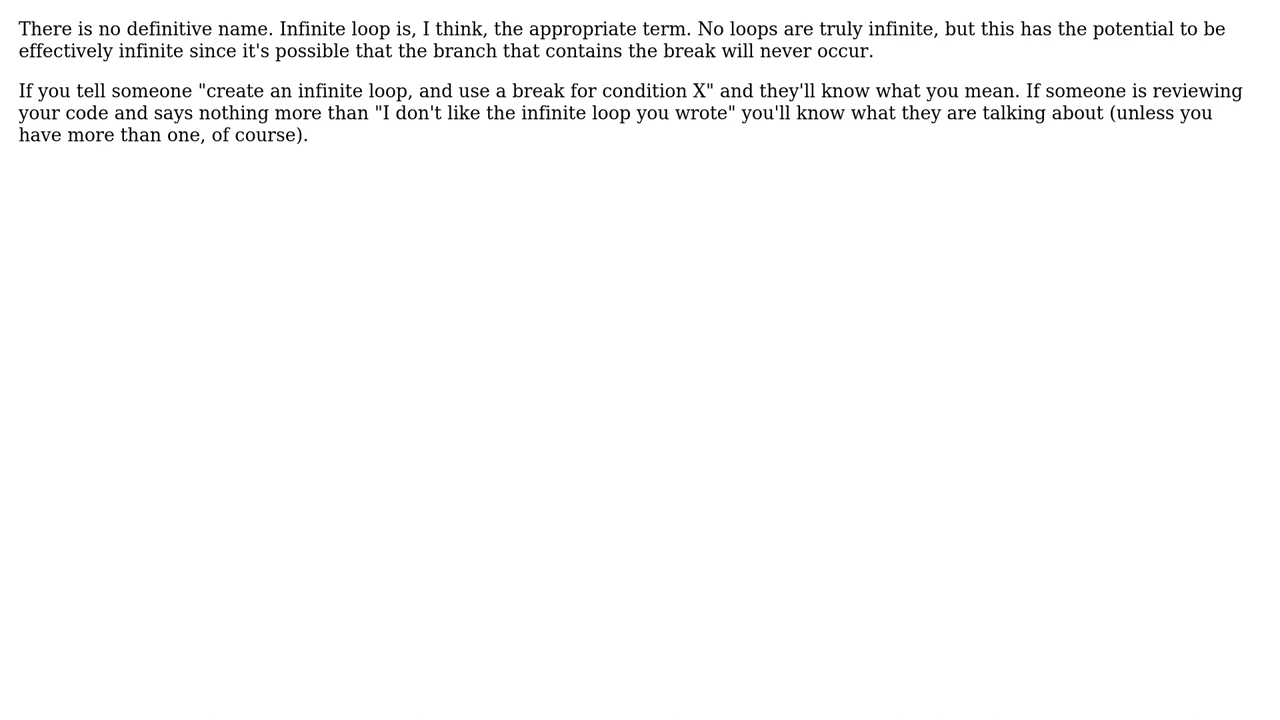 There is no definitive name. Infinite loop is, I think, the appropriate term. No loops are truly infinite, but this has the potential to be
effectively infinite since it's possible that the branch that contains the break will never occur.
If you tell someone "create an infinite loop, and use a break for condition X" and they'll know what you mean. If someone is reviewing
your code and says nothing more than "I don't like the infinite loop you wrote" you'll know what they are talking about (unless you
have more than one, of course).